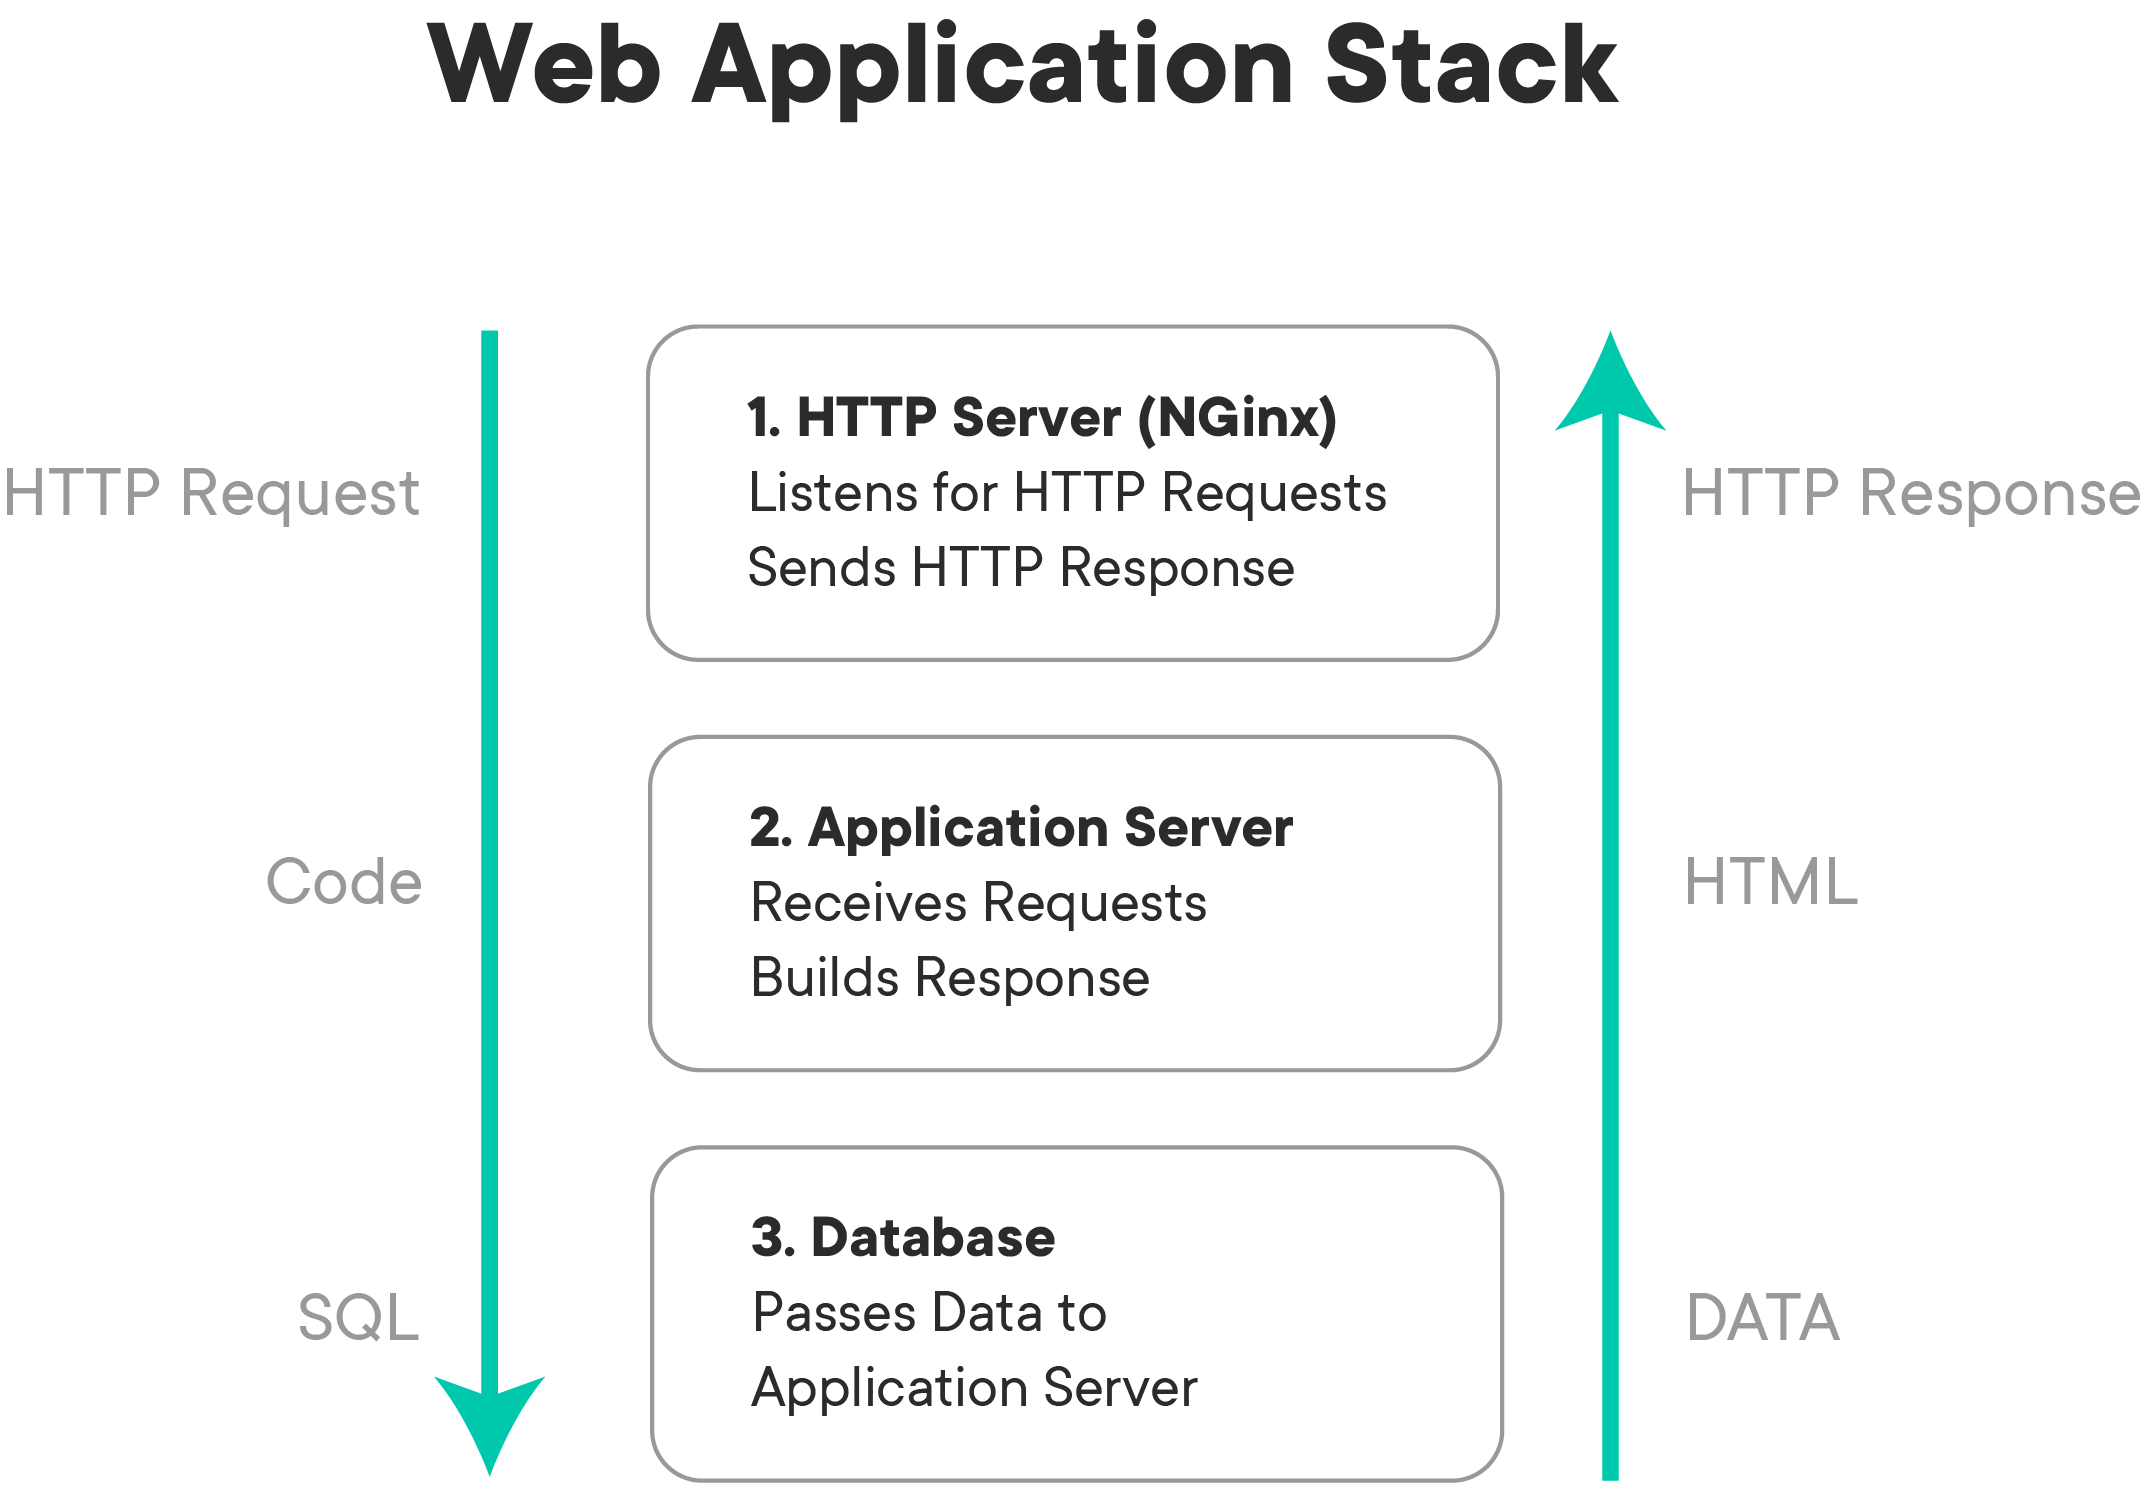 Web Application Stack
HTTP Request
1. HTTP Server (NGinx)
Listens for HTTP Requests
Sends HTTP Response
HTTP Response
Code
2. Application Server
Receives Requests
Builds Response
HTML
SQL
3. Database
Passes Data to
Application Server
DATA